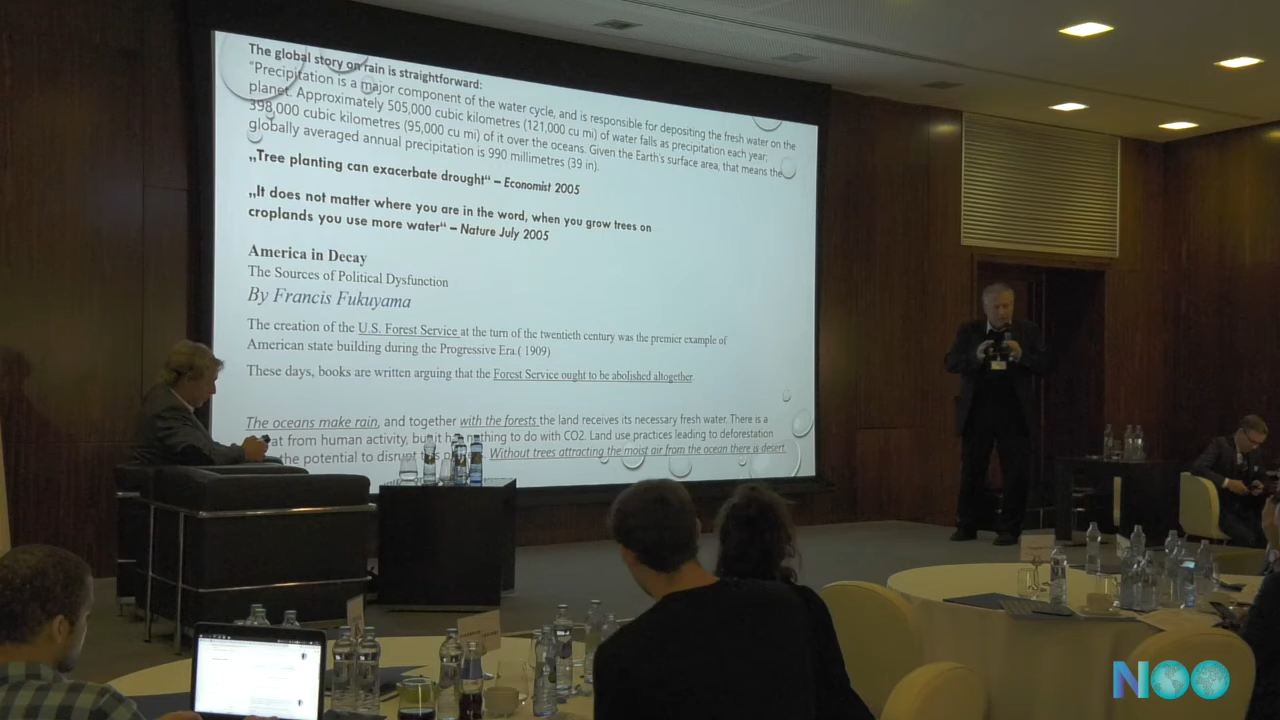 The global story on rain is straightforward:
"Precipitation is a major component of the water cycle, and is responsible for depositing the fresh water on the
planet. Approximately 505,000 cubic kilometres (121,000 cu mi) of water falls as precipitation each year;
398,000 cubic kilometres (95,000 cu mi) of it over the oceans. Given the Earth's surface area, that means the
globally averaged annual precipitation is 990 millimetres (39 in).
„Tree planting can exacerbate drought“ – Economist 2005
„It does not matter where you are in the word, when you grow trees on
croplands you use more water“ – Nature July 2005
America in Decay
The Sources of Political Dysfunction
By Francis Fukuyama
The creation of the U.S. Forest Service at the turn of the twentieth century was the premier example of
American state building during the Progressive Era.( 1909)
These days, books are written arguing that the Forest Service ought to be abolished altogether.
The oceans make rain, and together with the forests the land receives its necessary fresh water. There is a
at from human activity, but it nothing to do with CO2. Land use practices leading to deforestation
the potential to disrupt Without trees attracting the moist air from the ocean there is desert.
NOO